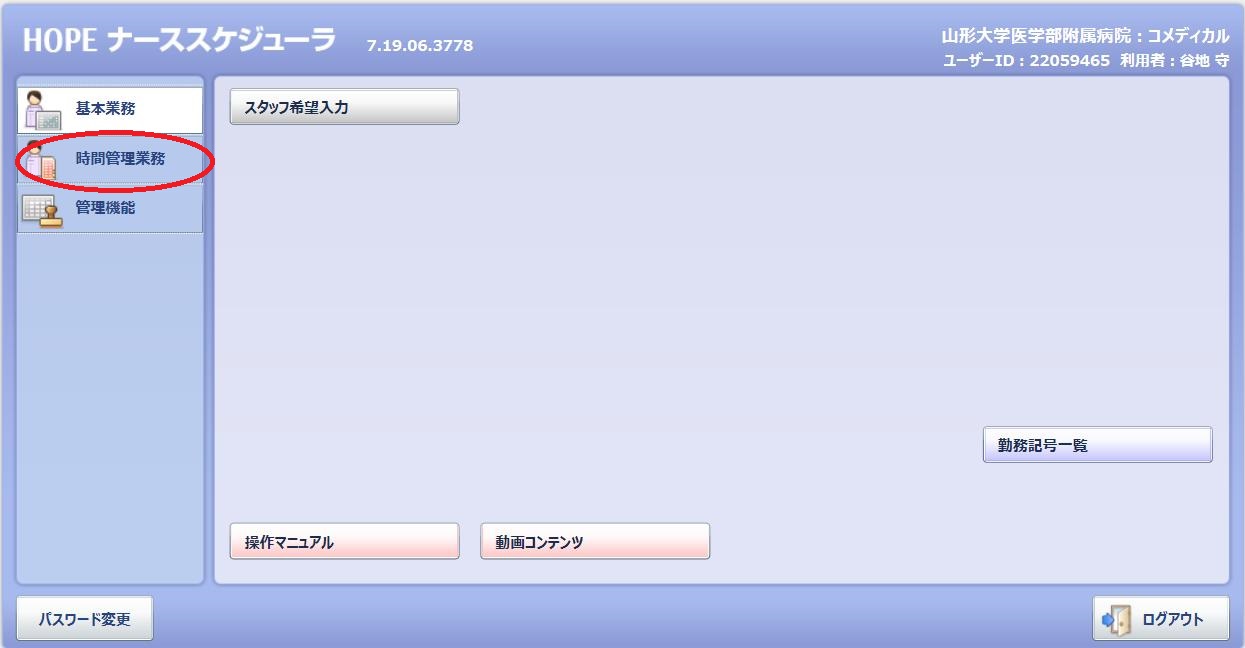 HOPE ナーススケジューラ 7.19.06.3778
山形大学医学部附属病院：コメディカル
ユーザーID：22059465 利用者：谷地 守
基本業務
時間管理業務
管理機能
スタッフ希望入力
勤務記号一覧
操作マニュアル
動画コンテンツ
パスワード変更
ログアウト